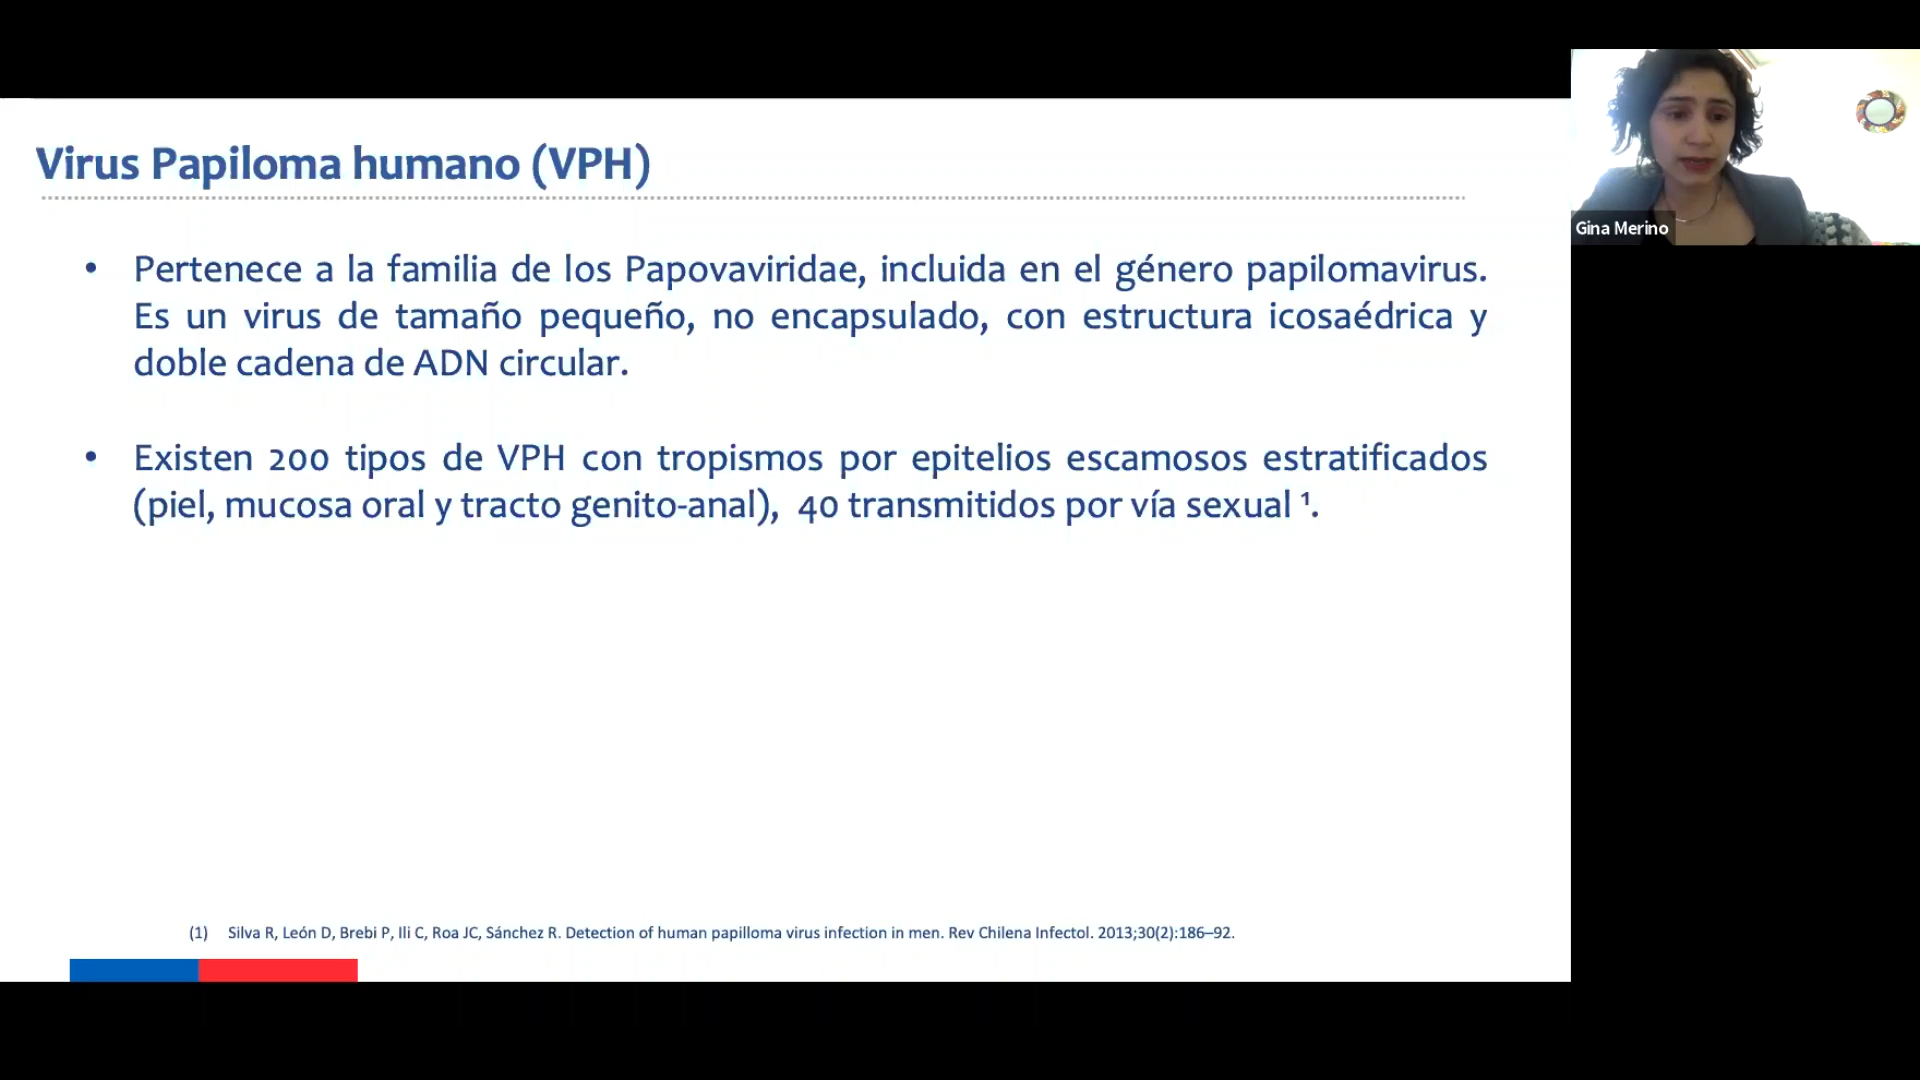 Virus Papiloma humano (VPH)
• Pertenece a la familia de los Papovaviridae, incluida en el género papilomavirus.
Es un virus de tamaño pequeño, no encapsulado, con estructura icosaédrica y
doble cadena de ADN circular.
• Existen 200 tipos de VPH con tropismos por epitelios escamosos estratificados
(piel, mucosa oral y tracto genito-anal), 40 transmitidos por vía sexual ¹.
(1) Silva R, León D, Brebi P, Ili C, Roa JC, Sánchez R. Detection of human papilloma virus infection in men. Rev Chilena Infectol. 2013;30(2):186–92.
Gina Merino